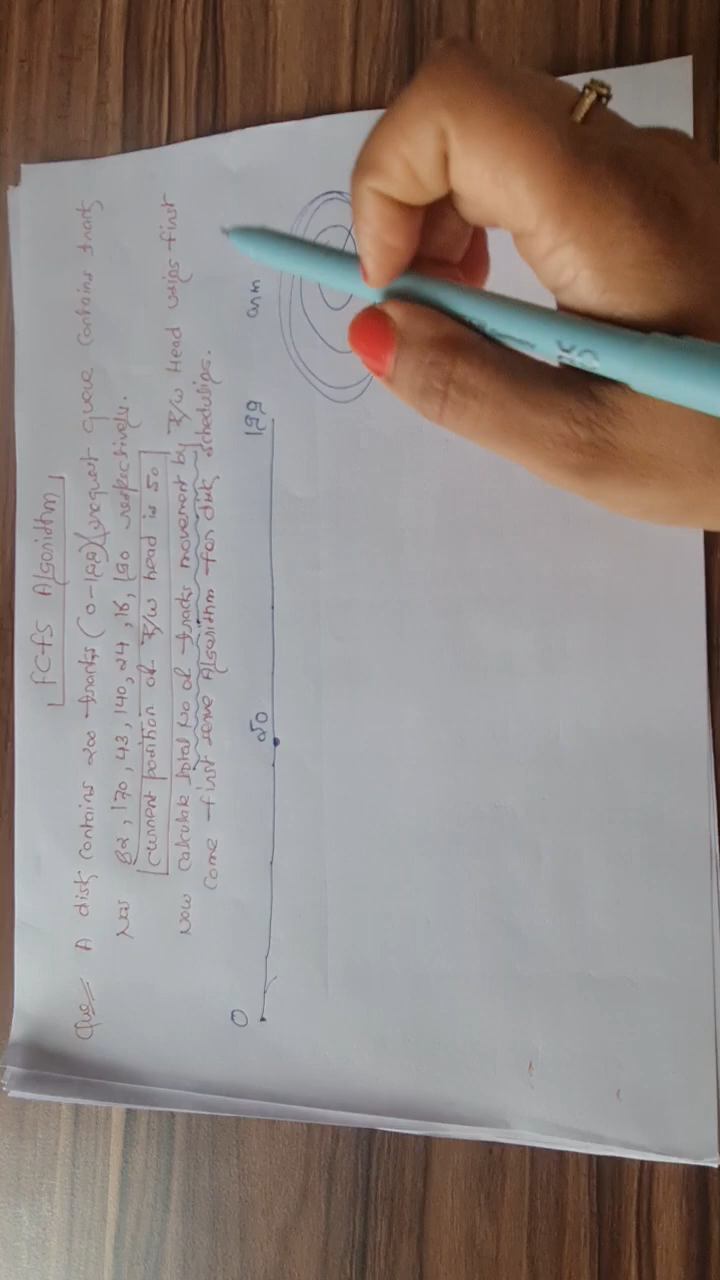 FCFS Algorithm
Que A disk contains 200 tracks (0-199) (request queue contains track
No: 82, 170, 43, 140, 24, 16, 190 respectively.
Current position of R/W head is 50
Now calculate total No of tracks movement by R/W Head using first
come first serve Algorithm for disk scheduling.
0 50 199 arm